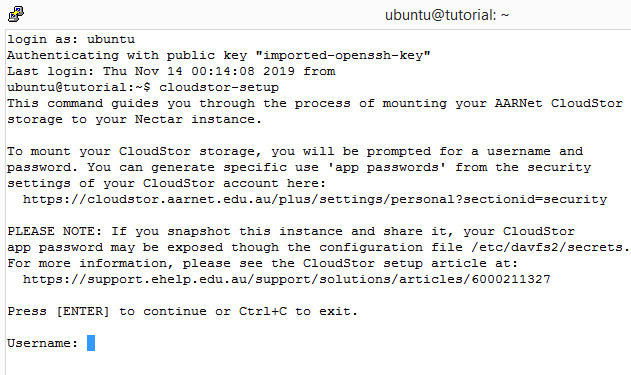 ubuntu@tutorial: ~
login as: ubuntu
Authenticating with public key "imported-openssh-key"
Last login: Thu Nov 14 00:14:08 2019 from
ubuntu@tutorial:~$ cloudstor-setup
This command guides you through the process of mounting your AARNet CloudStor
storage to your Nectar instance.

To mount your CloudStor storage, you will be prompted for a username and
password. You can generate specific use 'app passwords' from the security
settings of your CloudStor account here:
  https://cloudstor.aarnet.edu.au/plus/settings/personal?sectionid=security

PLEASE NOTE: If you snapshot this instance and share it, your CloudStor
app password may be exposed though the configuration file /etc/davfs2/secrets.
For more information, please see the CloudStor setup article at:
  https://support.ehelp.edu.au/support/solutions/articles/6000211327

Press [ENTER] to continue or Ctrl+C to exit.

Username: